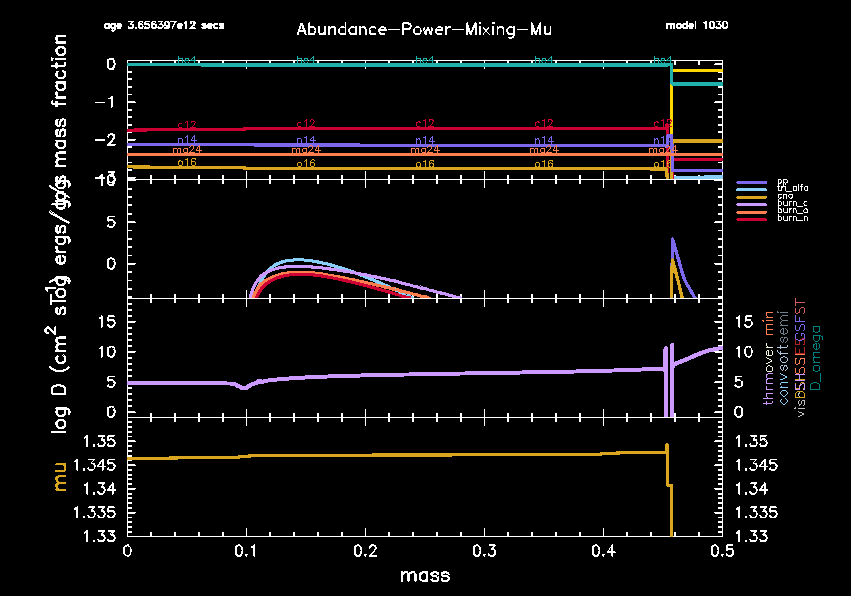 age 3.656397e12 secs
Abundance-Power-Mixing-Mu
model 1030
0
-1
-2
-3
mass fraction
he4 he4 he4 he4 he4
c12 c12 c12 c12 c12
n14 n14 n14 n14 n14
mg24 mg24 mg24 mg24 mg24
o16 o16 o16 o16 o16
10
5
0
log ergs/g/s
pp
tri_alfa
cno
burn_c
burn_n
15
10
5
0
log D (cm2 s-1)
15
10
5
0
thrm over min
conv soft semi
D_omega
1.35
1.345
1.34
1.335
1.33
mu
1.35
1.345
1.34
1.335
1.33
0 0.1 0.2 0.3 0.4 0.5
mass